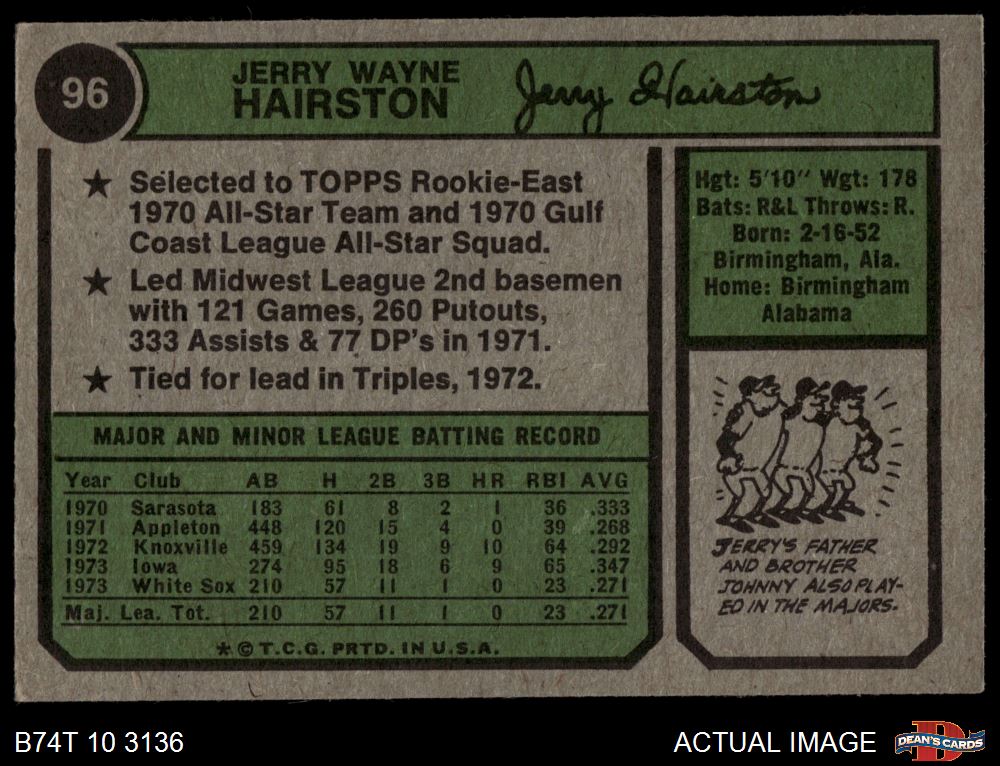 96
JERRY WAYNE
HAIRSTON
Jerry Hairston
★ Selected to TOPPS Rookie-East
1970 All-Star Team and 1970 Gulf
Coast League All-Star Squad.
★ Led Midwest League 2nd basemen
with 121 Games, 260 Putouts,
333 Assists & 77 DP's in 1971.
★ Tied for lead in Triples, 1972.
Hgt: 5'10" Wgt: 178
Bats: R&L Throws: R.
Born: 2-16-52
Birmingham, Ala.
Home: Birmingham
Alabama
MAJOR AND MINOR LEAGUE BATTING RECORD
Year Club AB H 2B 3B HR RBI AVG
1970 Sarasota 183 61 8 2 1 36 .333
1971 Appleton 448 120 15 4 0 39 .268
1972 Knoxville 459 134 19 9 10 64 .292
1973 Iowa 274 95 18 6 9 65 .347
1973 White Sox 210 57 11 1 0 23 .271
Maj. Lea. Tot. 210 57 11 1 0 23 .271
★ © T.C.G. PRTD. IN U.S.A.
JERRY'S FATHER
AND BROTHER
JOHNNY ALSO PLAY-
ED IN THE MAJORS.
B74T 10 3136
ACTUAL IMAGE
D
DEAN'S CARDS